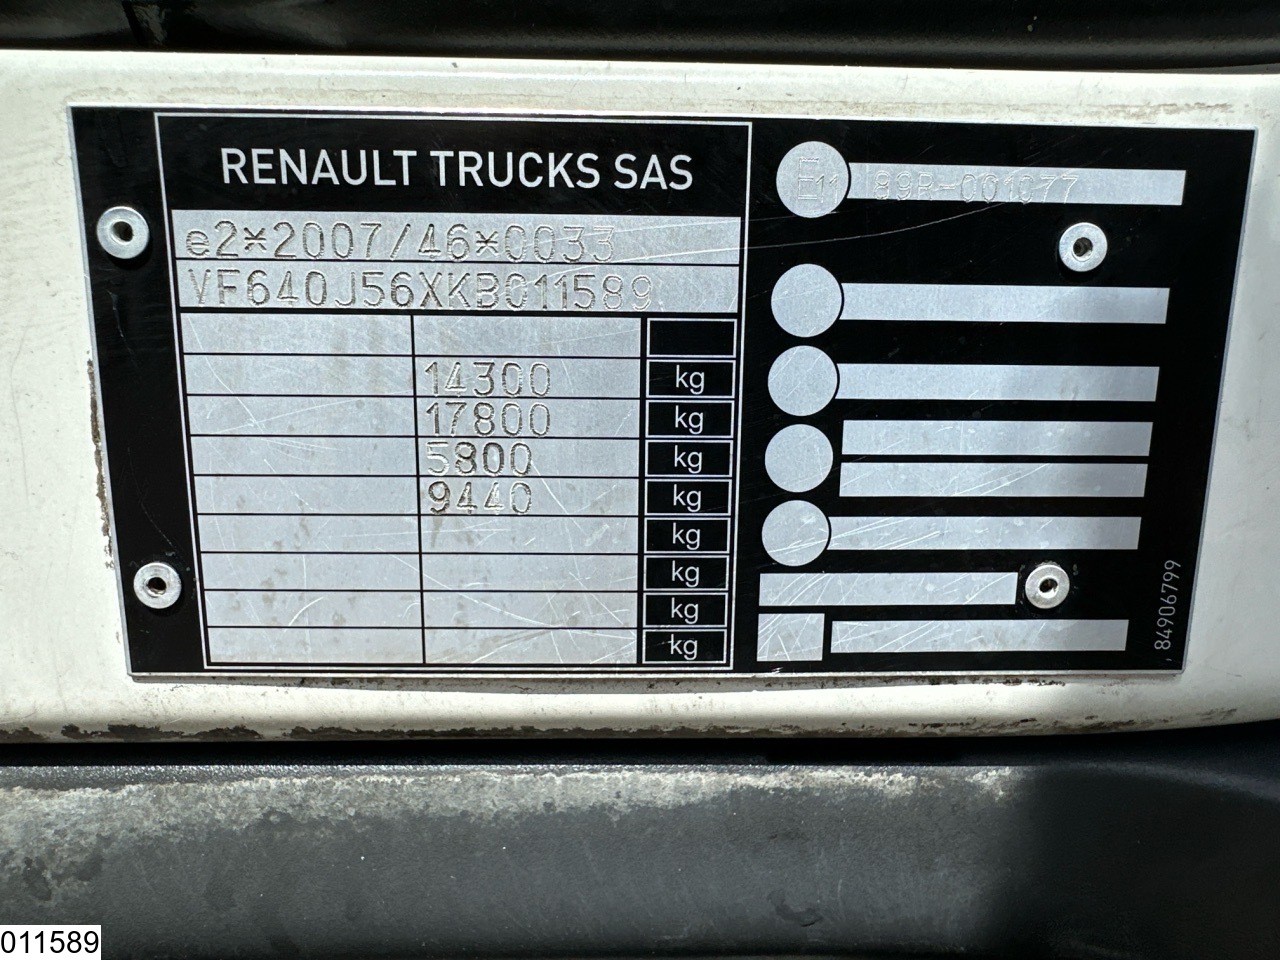 RENAULT TRUCKS SAS
e2*2007/46*0033
VF640J56XKB011589
14300 kg
17800 kg
5800 kg
9440 kg
kg
kg
kg
kg
E11 89R-001077
84906799
011589